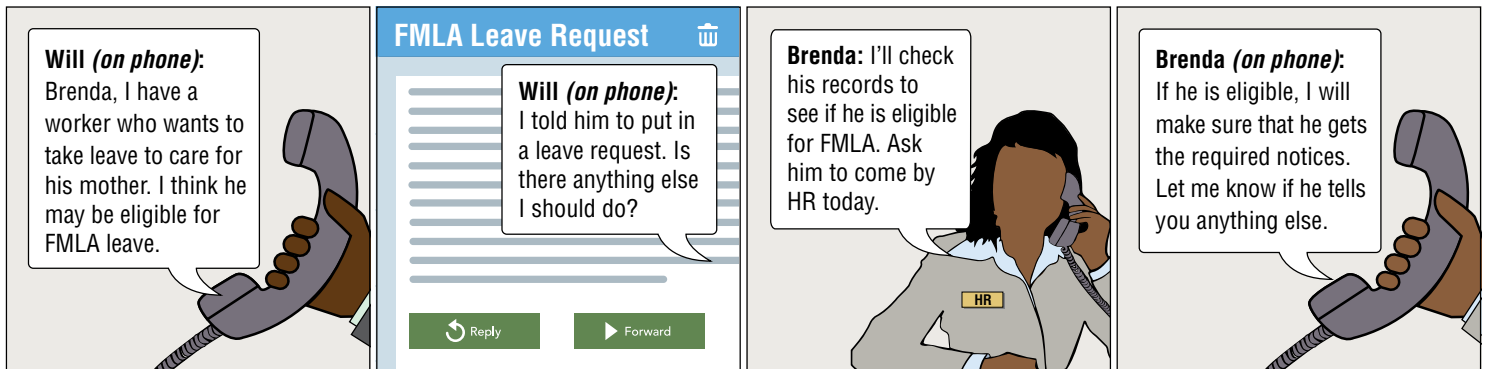 Will (on phone):
Brenda, I have a
worker who wants to
take leave to care for
his mother. I think he
may be eligible for
FMLA leave.
FMLA Leave Request
Will (on phone):
I told him to put in
a leave request. Is
there anything else
I should do?
Reply
Forward
Brenda: I’ll check
his records to
see if he is eligible
for FMLA. Ask
him to come by
HR today.
HR
Brenda (on phone):
If he is eligible, I will
make sure that he gets
the required notices.
Let me know if he tells
you anything else.